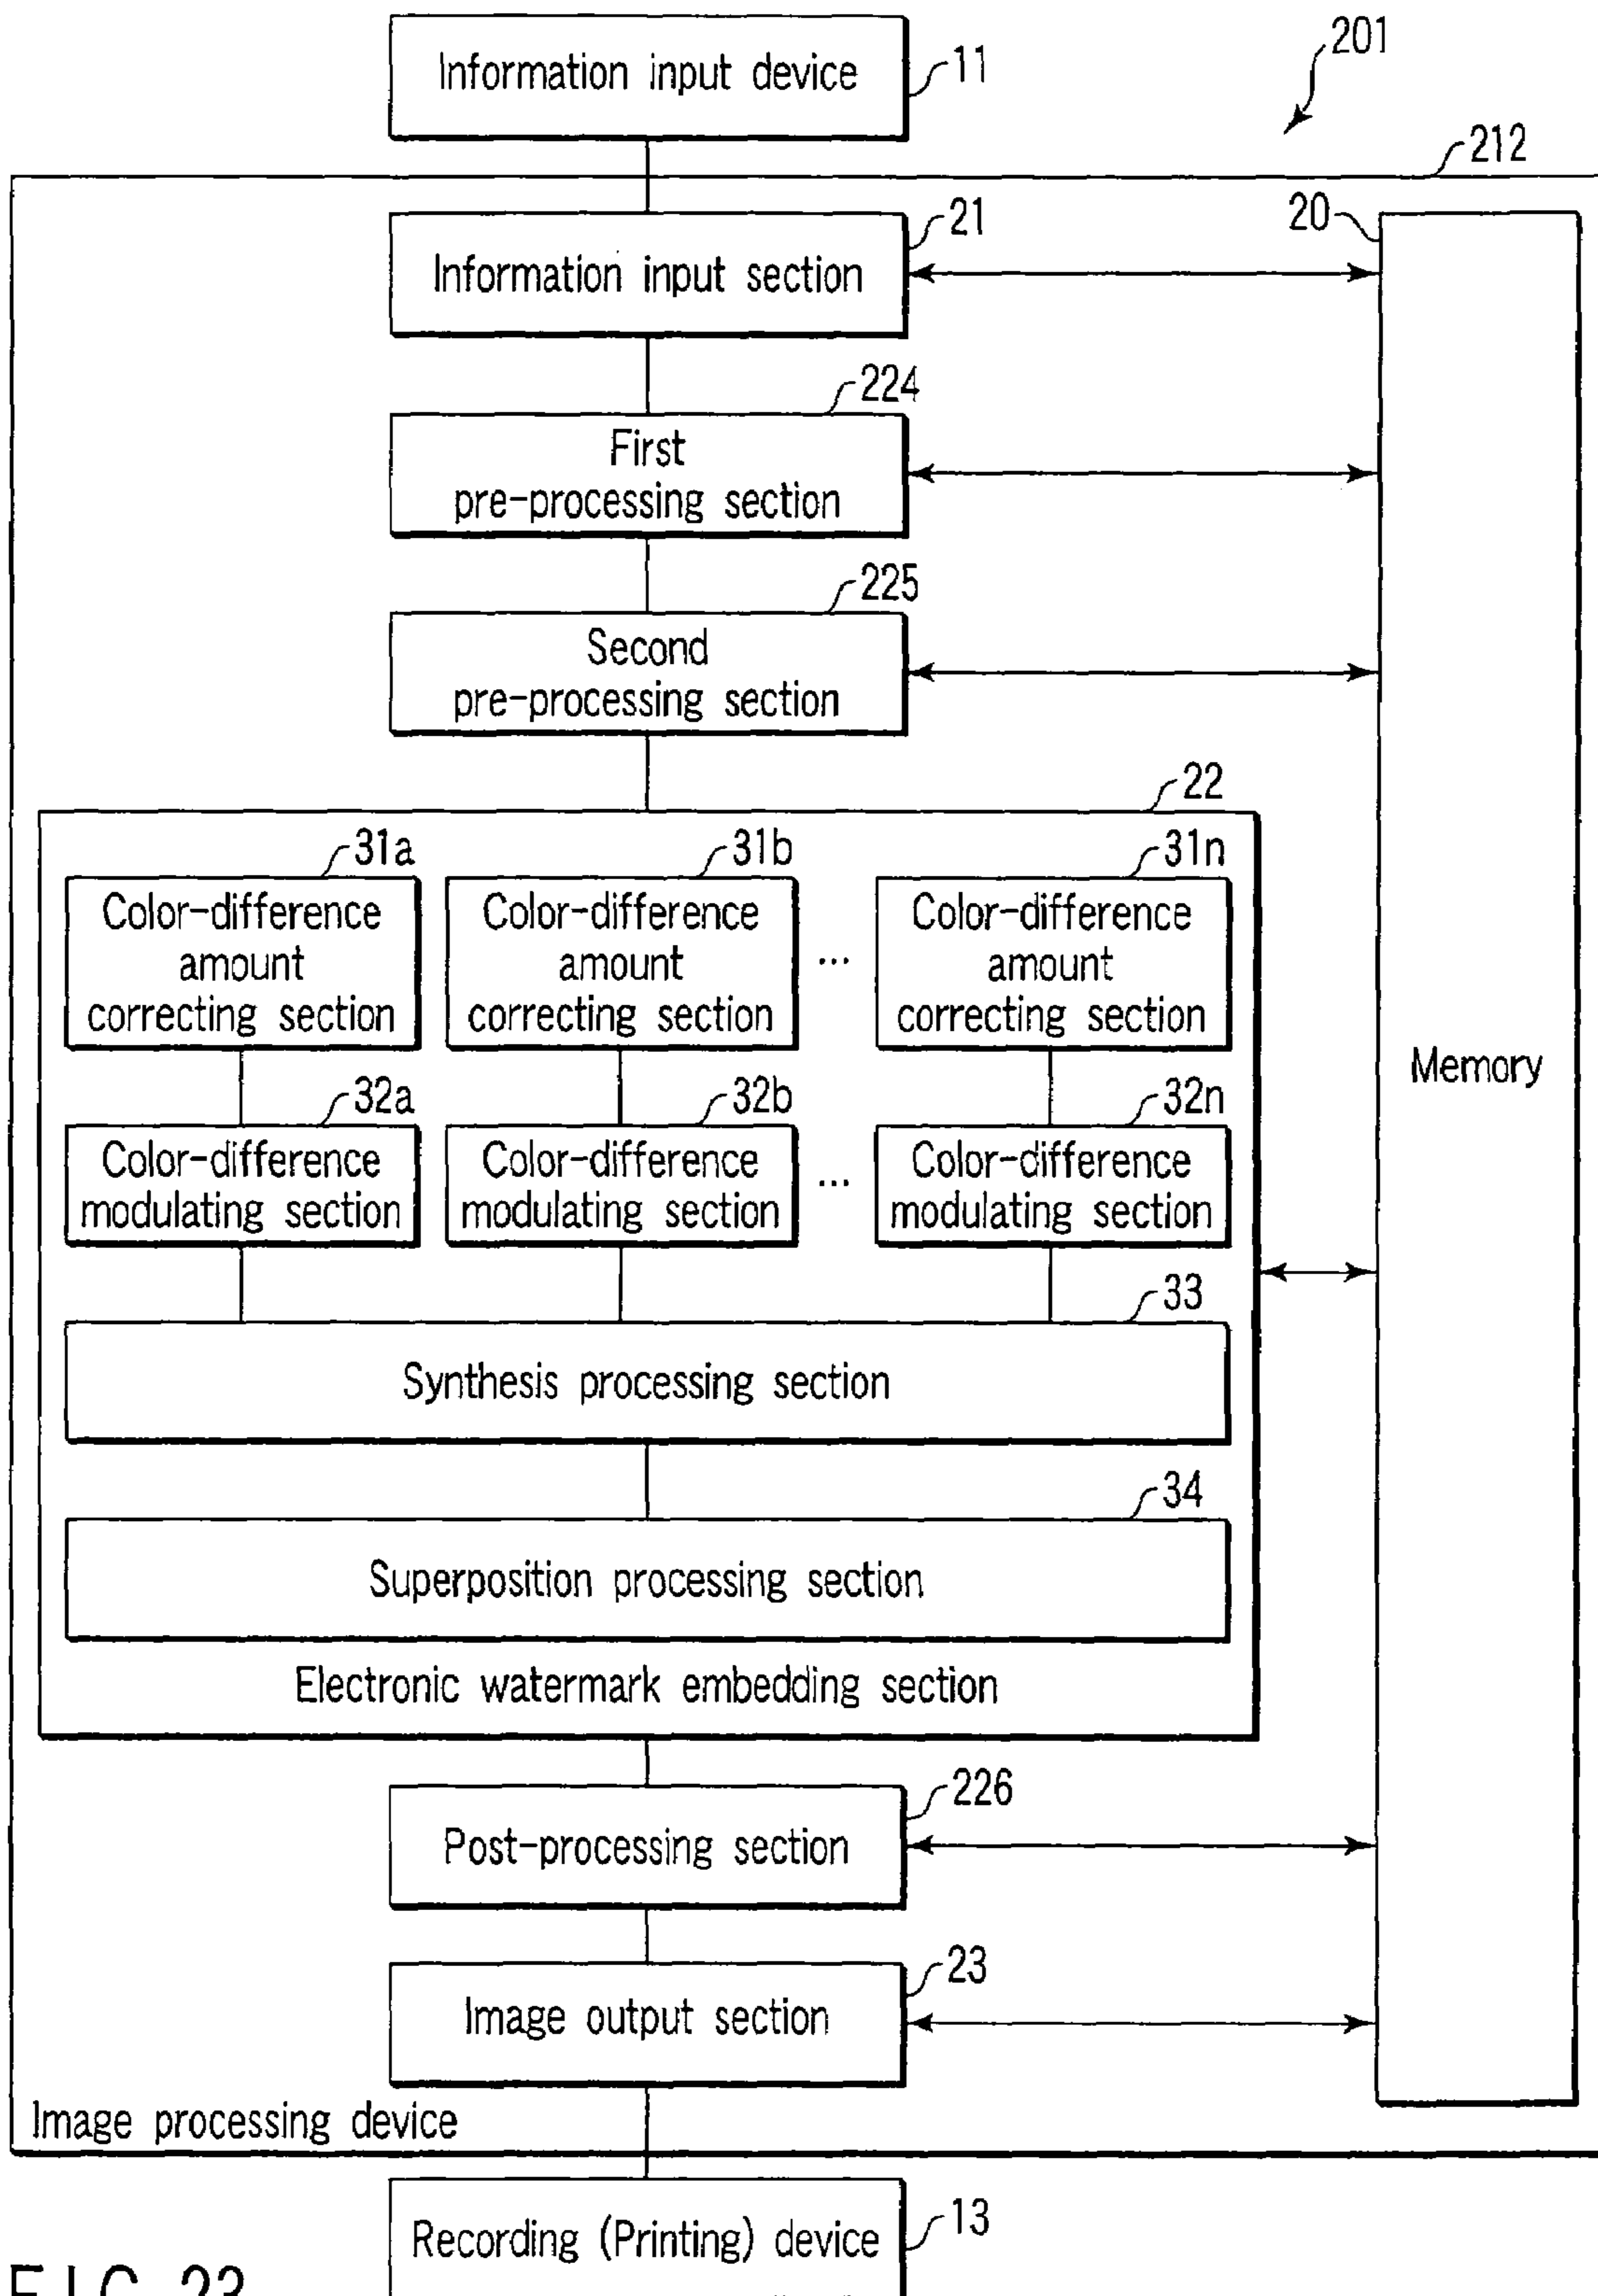 Information input device
11
201
212
Information input section
21
20
First
pre-processing section
224
Second
pre-processing section
225
22
31a
31b
31n
Color-difference
amount
correcting section
Color-difference
amount
correcting section
...
Color-difference
amount
correcting section
Memory
32a
32b
32n
Color-difference
modulating section
Color-difference
modulating section
...
Color-difference
modulating section
33
Synthesis processing section
34
Superposition processing section
Electronic watermark embedding section
226
Post-processing section
23
Image output section
Image processing device
Recording (Printing) device
13
FIG. 23